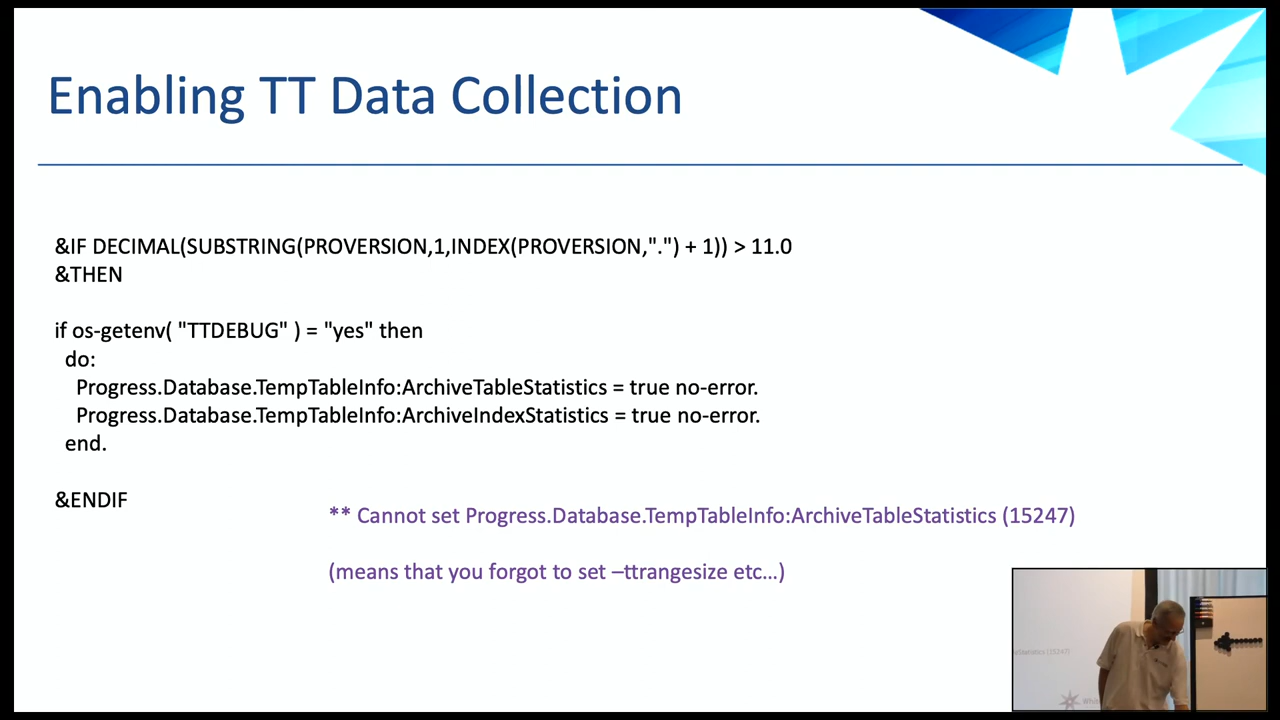 Enabling TT Data Collection
&IF DECIMAL(SUBSTRING(PROVERSION,1,INDEX(PROVERSION,".") + 1)) > 11.0
&THEN
if os-getenv( "TTDEBUG" ) = "yes" then
do:
Progress.Database.TempTableInfo:ArchiveTableStatistics = true no-error.
Progress.Database.TempTableInfo:ArchiveIndexStatistics = true no-error.
end.
&ENDIF
** Cannot set Progress.Database.TempTableInfo:ArchiveTableStatistics (15247)
(means that you forgot to set –ttrangesize etc…)
(15247)